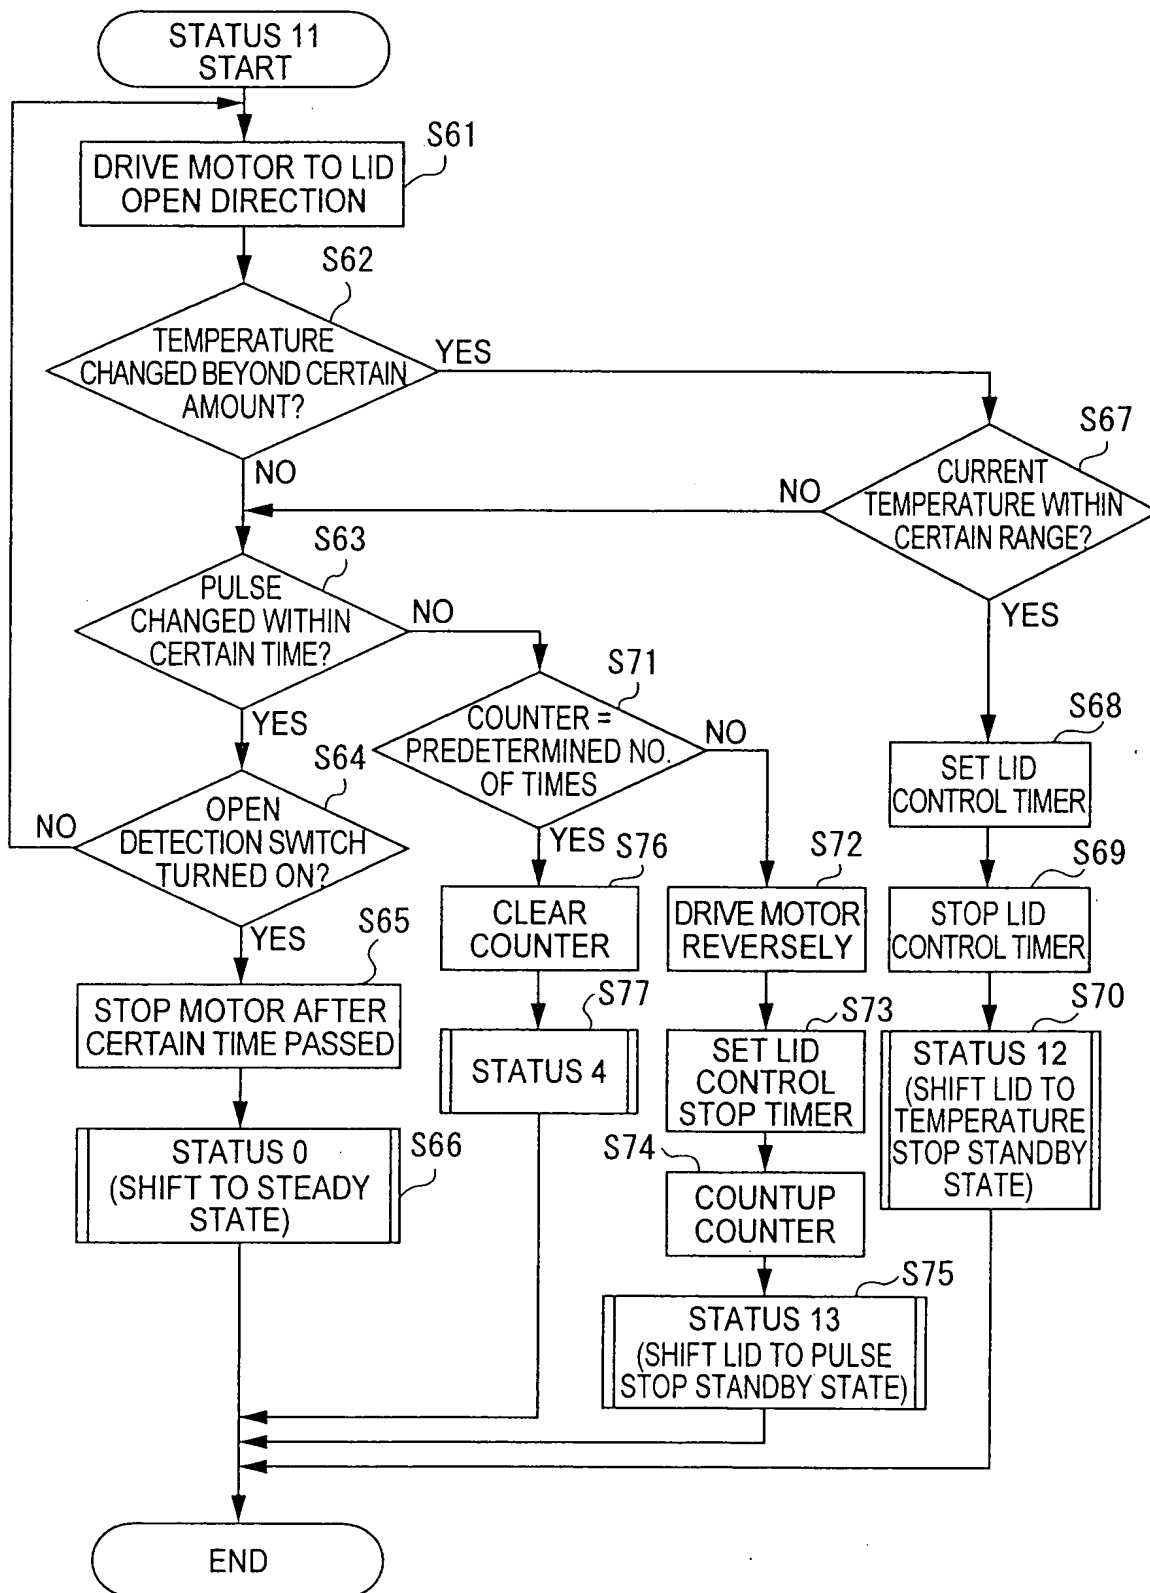 STATUS 11
START
S61
DRIVE MOTOR TO LID
OPEN DIRECTION
S62
TEMPERATURE
CHANGED BEYOND CERTAIN
AMOUNT?
YES
NO
S67
CURRENT
TEMPERATURE WITHIN
CERTAIN RANGE?
NO
YES
S63
PULSE
CHANGED WITHIN
CERTAIN TIME?
NO
YES
S64
OPEN
DETECTION SWITCH
TURNED ON?
NO
YES
S65
STOP MOTOR AFTER
CERTAIN TIME PASSED
S66
STATUS 0
(SHIFT TO STEADY
STATE)
S71
COUNTER =
PREDETERMINED NO.
OF TIMES
NO
YES
S76
CLEAR
COUNTER
S77
STATUS 4
S72
DRIVE MOTOR
REVERSELY
S73
SET LID
CONTROL
STOP TIMER
S74
COUNTUP
COUNTER
S75
STATUS 13
(SHIFT LID TO PULSE
STOP STANDBY STATE)
S68
SET LID
CONTROL TIMER
S69
STOP LID
CONTROL TIMER
S70
STATUS 12
(SHIFT LID TO
TEMPERATURE
STOP STANDBY
STATE)
END